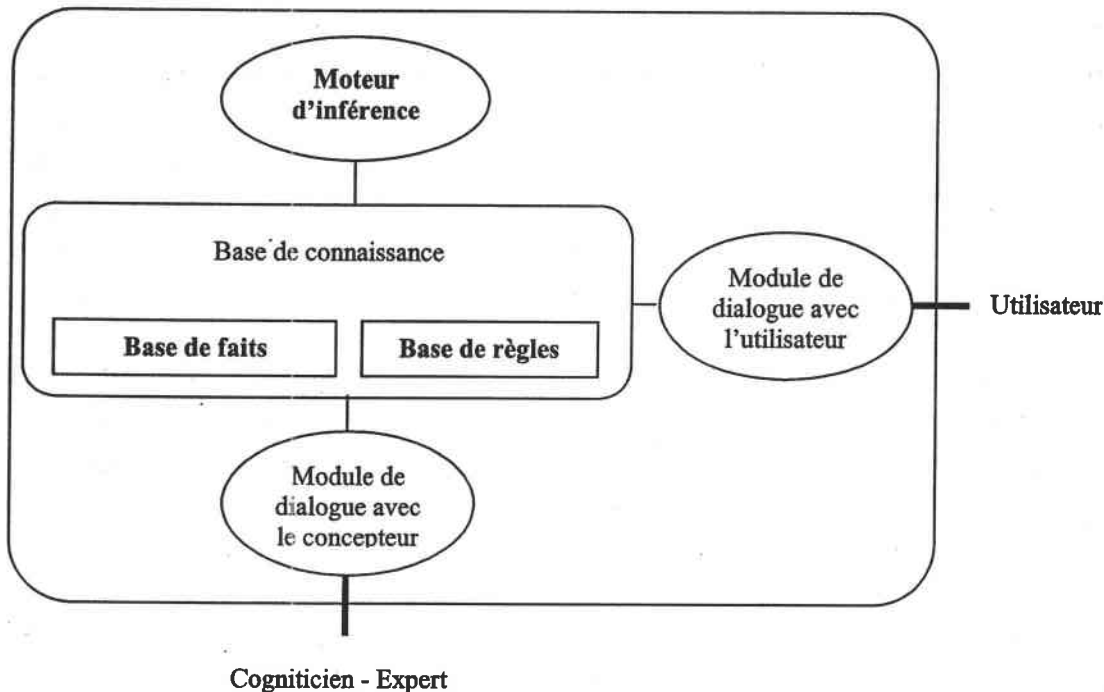 Moteur
d'inférence
Base de connaissance
Base de faits
Base de règles
Module de
dialogue avec
l'utilisateur
Utilisateur
Module de
dialogue avec
le concepteur
Cogniticien - Expert